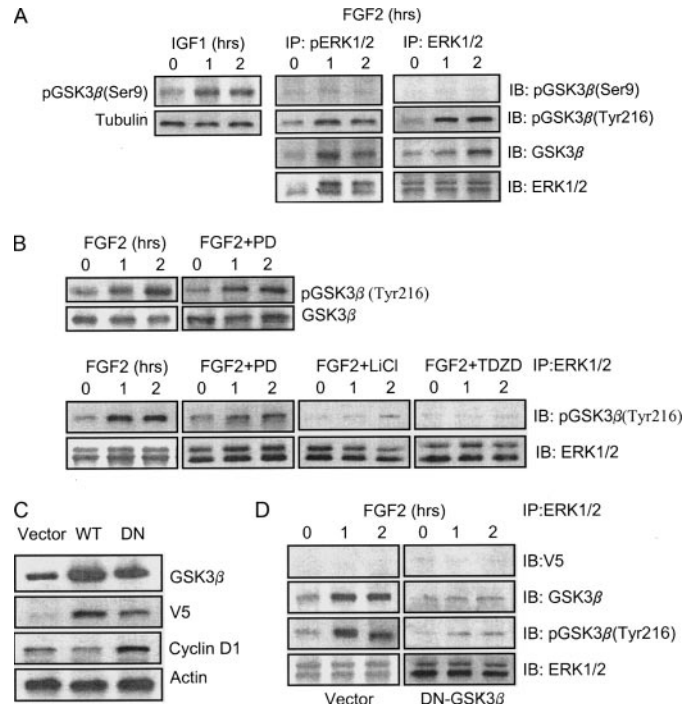 A
FGF2 (hrs)
IGF1 (hrs) IP: pERK1/2 IP: ERK1/2
0 1 2 0 1 2 0 1 2
pGSK3β(Ser9) IB: pGSK3β(Ser9)
Tubulin IB: pGSK3β(Tyr216)
IB: GSK3β
IB: ERK1/2
B
FGF2 (hrs) FGF2+PD
0 1 2 0 1 2
pGSK3β (Tyr216)
GSK3β
FGF2 (hrs) FGF2+PD FGF2+LiCl FGF2+TDZD IP:ERK1/2
0 1 2 0 1 2 0 1 2 0 1 2
IB: pGSK3β(Tyr216)
IB: ERK1/2
C
Vector WT DN
GSK3β
V5
Cyclin D1
Actin
D
FGF2 (hrs) IP:ERK1/2
0 1 2 0 1 2
IB:V5
IB: GSK3β
IB: pGSK3β(Tyr216)
IB: ERK1/2
Vector DN-GSK3β